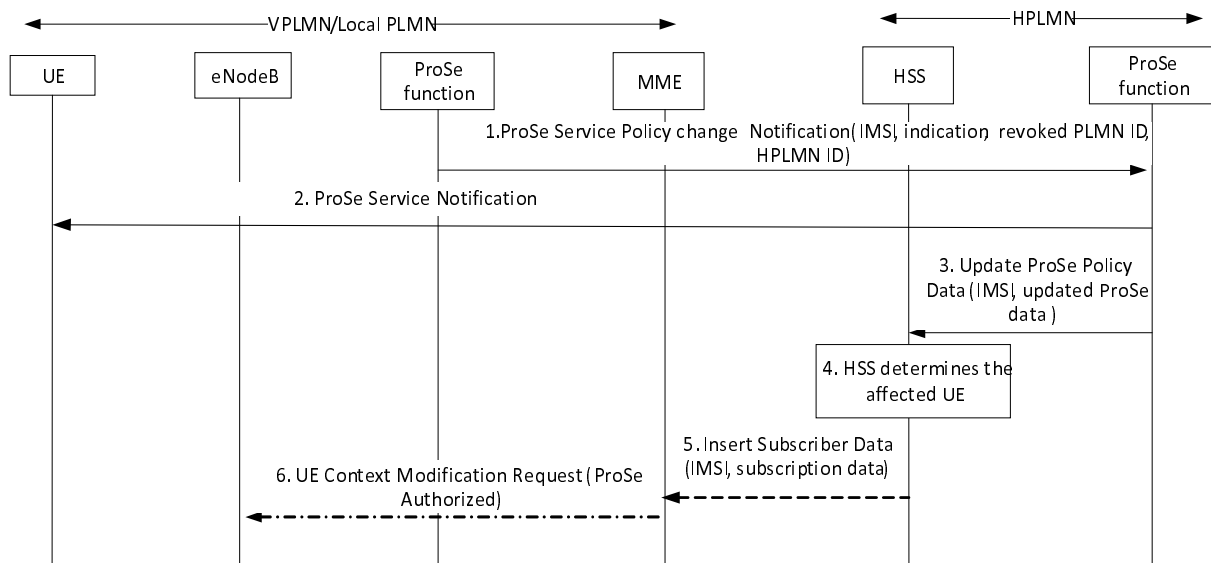 VPLMN/Local PLMN
HPLMN
UE
eNodeB
ProSe
function
MME
HSS
ProSe
function
1.ProSe Service Policy change Notification( IMSI, indication, revoked PLMN ID,
HPLMN ID)
2. ProSe Service Notification
3. Update ProSe Policy
Data (IMSI, updated ProSe
data )
4. HSS determines the
affected UE
5. Insert Subscriber Data
(IMSI, subscription data)
6. UE Context Modification Request ( ProSe
Authorized)